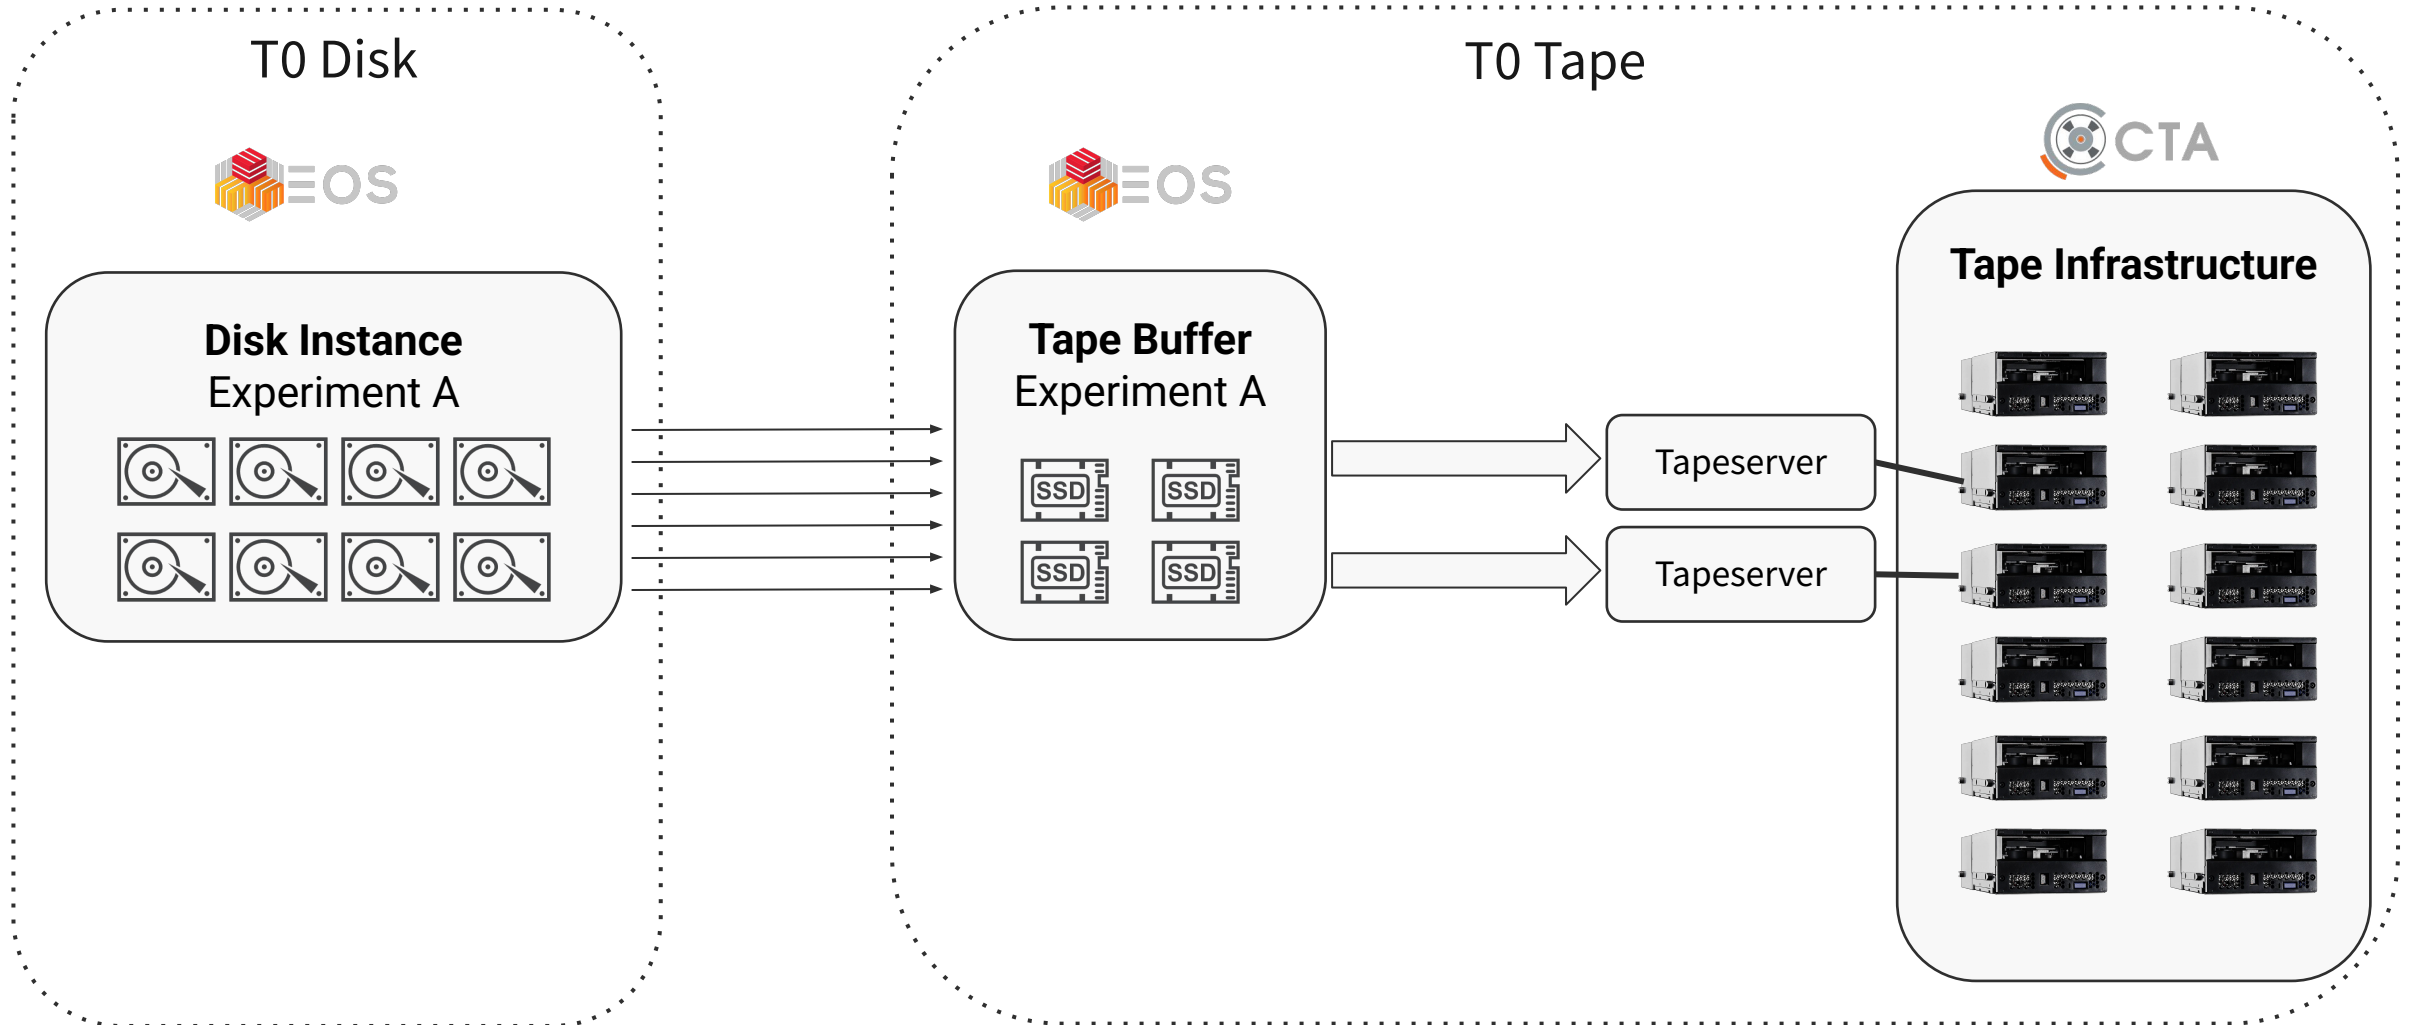 T0 Disk
EOS
Disk Instance
Experiment A
T0 Tape
EOS
Tape Buffer
Experiment A
SSD
SSD
SSD
SSD
Tapeserver
Tapeserver
CTA
Tape Infrastructure